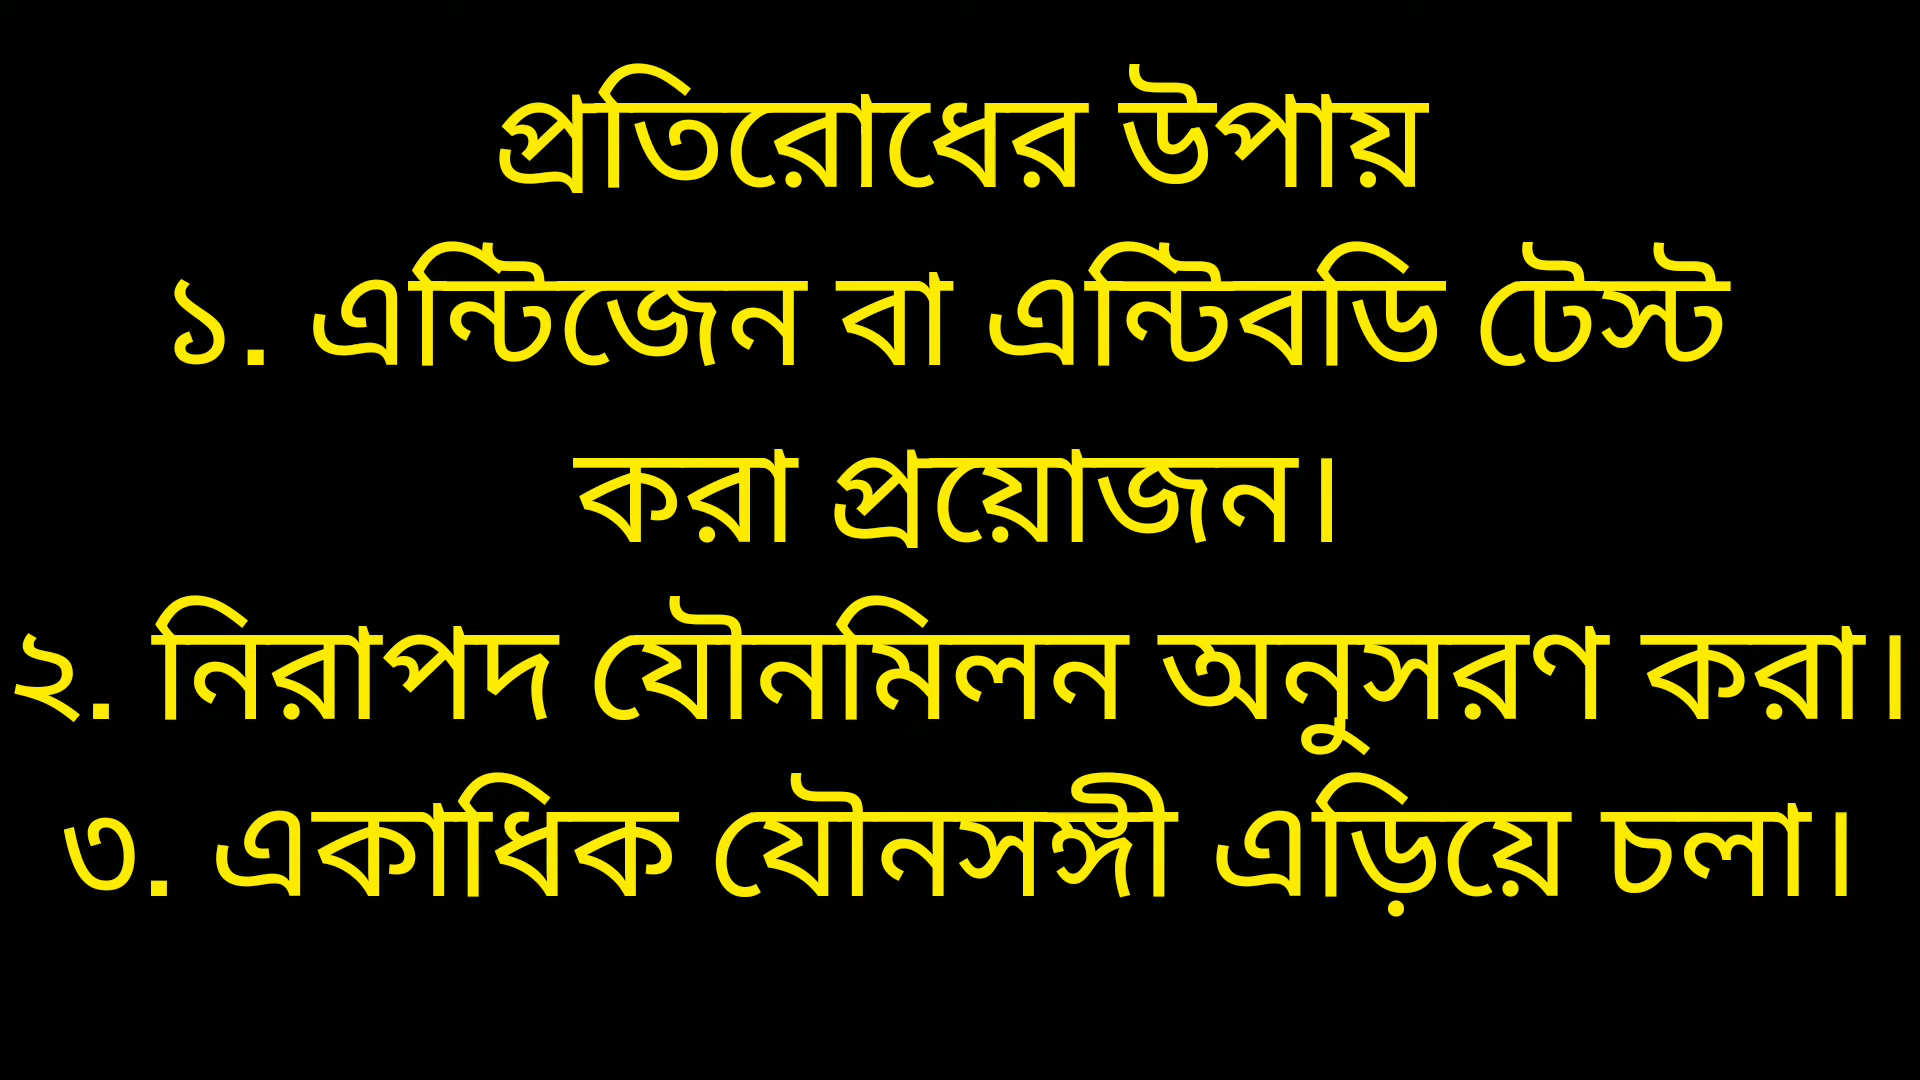 প্রতিরোধের উপায়
১. এন্টিজেন বা এন্টিবডি টেস্ট
করা প্রয়োজন।
২. নিরাপদ যৌনমিলন অনুসরণ করা।
৩. একাধিক যৌনসঙ্গী এড়িয়ে চলা।